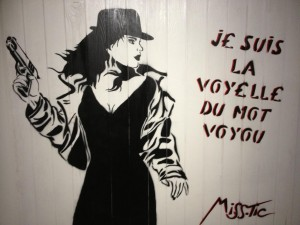 JE SUIS
LA
VOYELLE
DU MOT
VOYOU
MISS-TIC